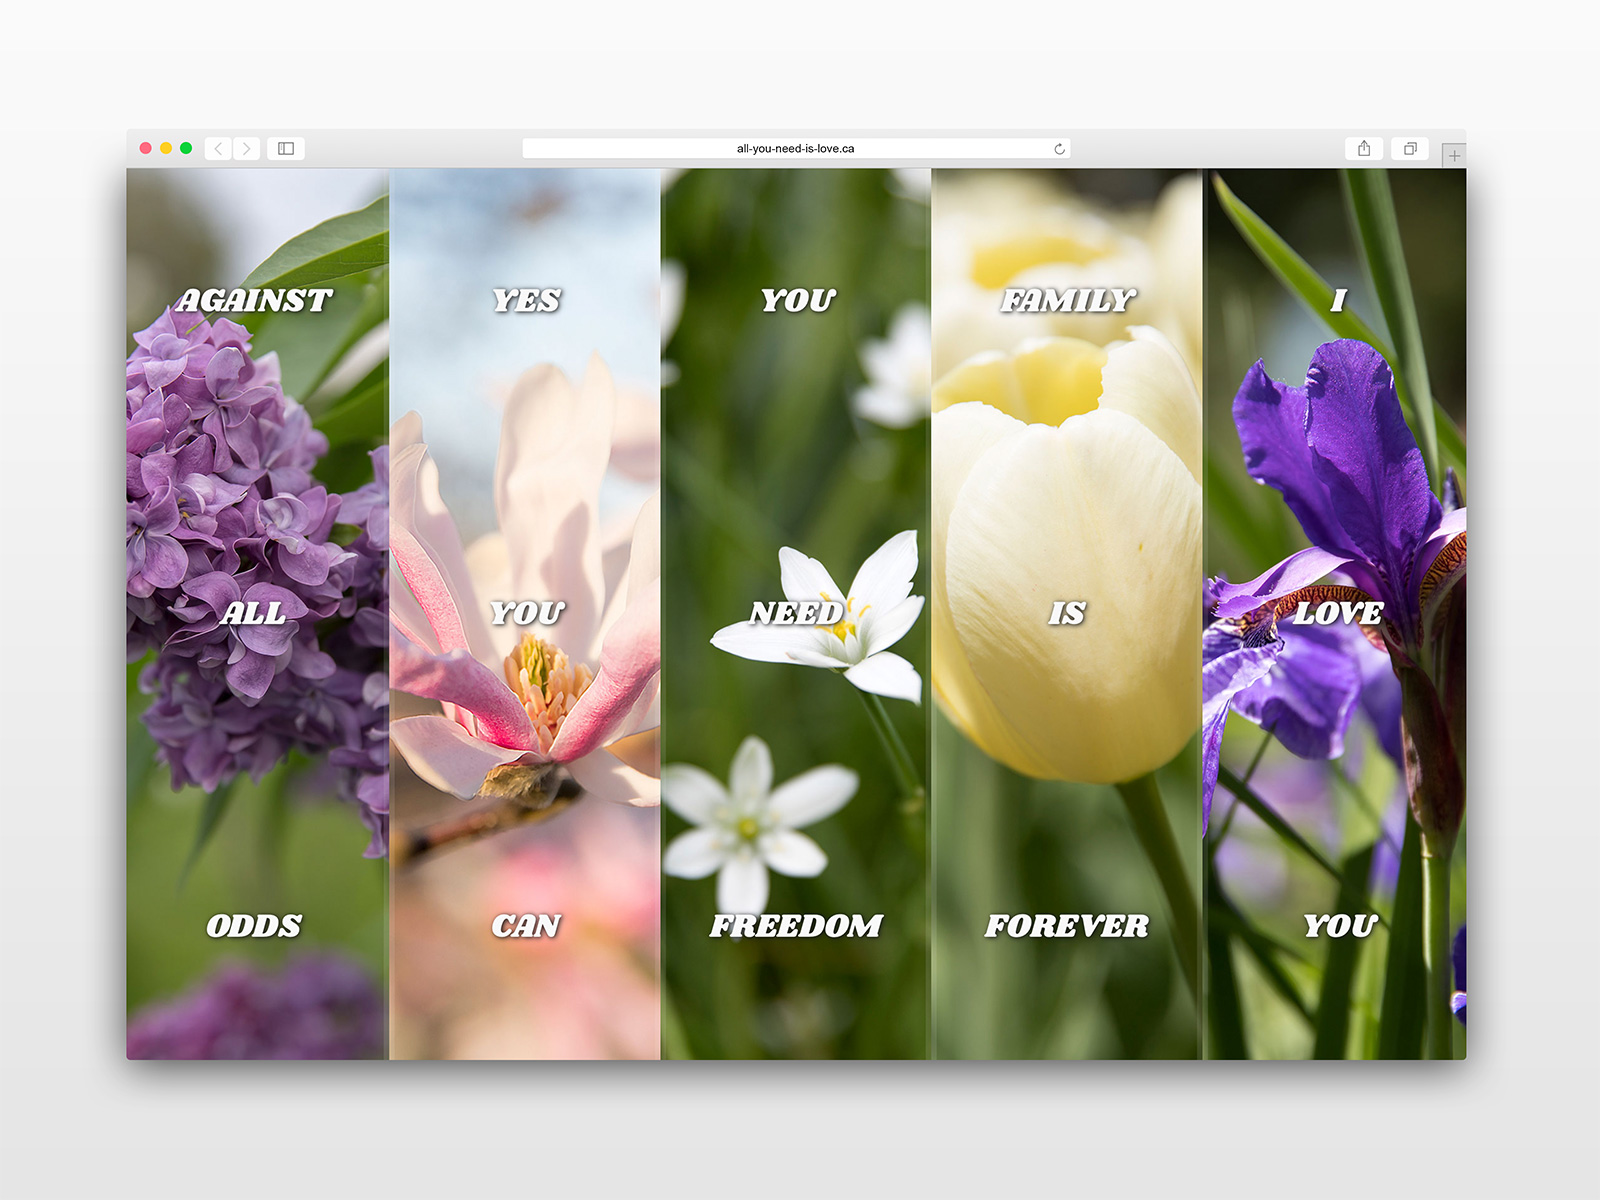 all-you-need-is-love.ca
AGAINST YES YOU FAMILY I
ALL YOU NEED IS LOVE
ODDS CAN FREEDOM FOREVER YOU